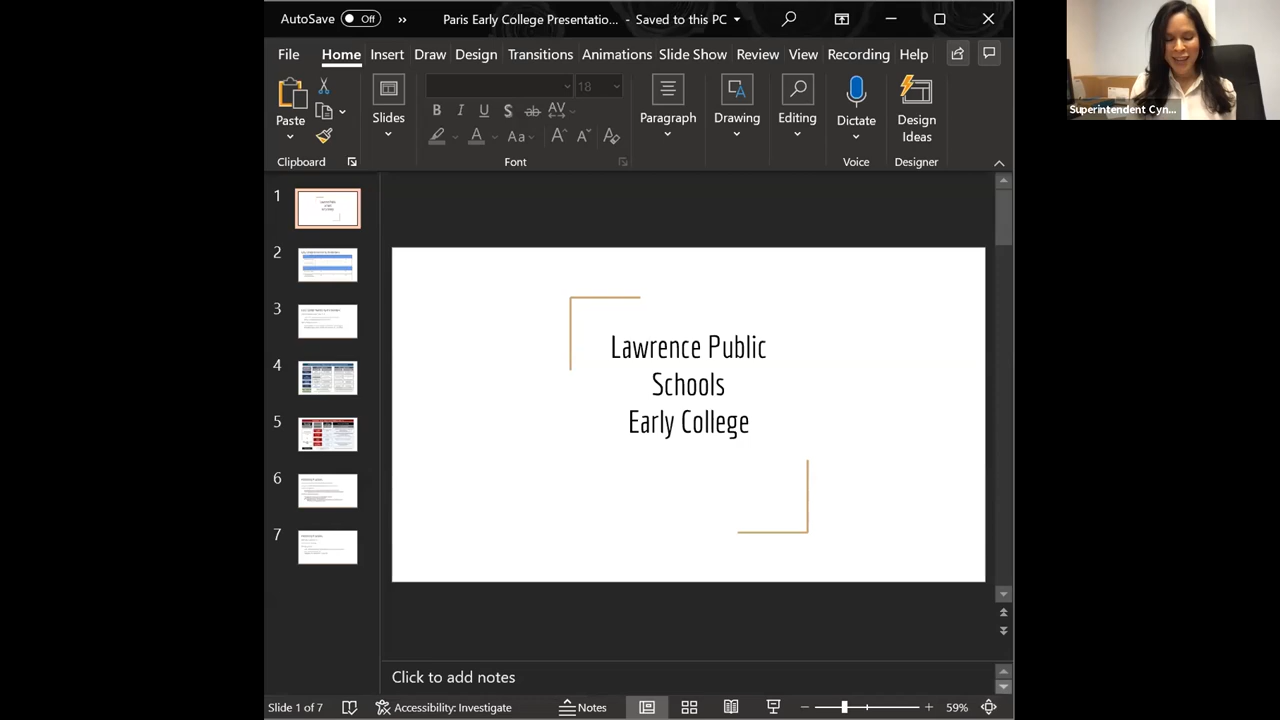 AutoSave Off Paris Early College Presentatio... - Saved to this PC
Superintendent Cyn...
File Home Insert Draw D Transitions Animations Slide Show Review View Recording Help
18
Paste Slides B I U S ab AV Aa A A A Paragraph Drawing Editing Dictate Design Ideas
Clipboard Font Voice Designer
1
2
3
4
5
6
7
Lawrence Public
Schools
Early College
Click to add notes
Slide 1 of 7 Accessibility: Investigate Notes 59%